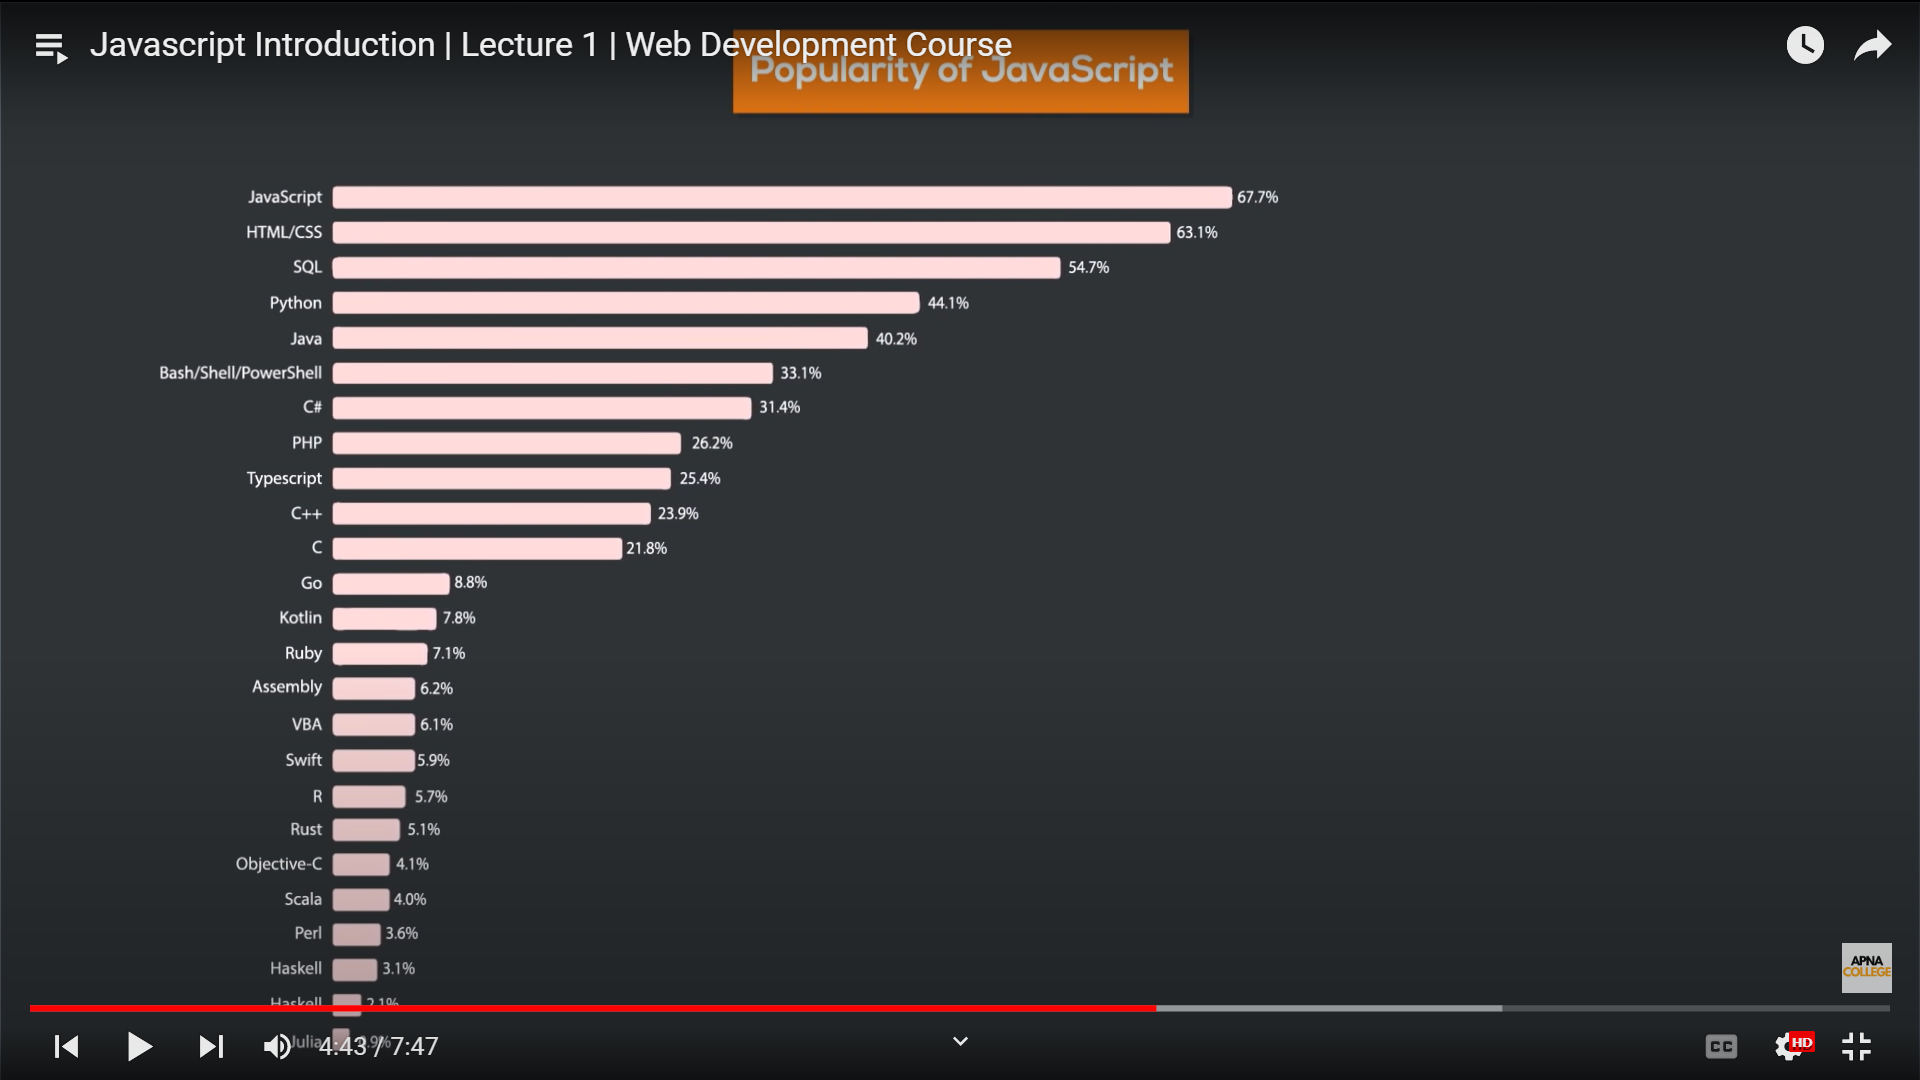 Javascript Introduction | Lecture 1 | Web Development Course
Popularity of JavaScript
JavaScript 67.7%
HTML/CSS 63.1%
SQL 54.7%
Python 44.1%
Java 40.2%
Bash/Shell/PowerShell 33.1%
C# 31.4%
PHP 26.2%
Typescript 25.4%
C++ 23.9%
C 21.8%
Go 8.8%
Kotlin 7.8%
Ruby 7.1%
Assembly 6.2%
VBA 6.1%
Swift 5.9%
R 5.7%
Rust 5.1%
Objective-C 4.1%
Scala 4.0%
Perl 3.6%
Haskell 3.1%
APNA
COLLEGE
Haskell 2.1%
Julia 0.9%
4:43 / 7:47
CC
HD